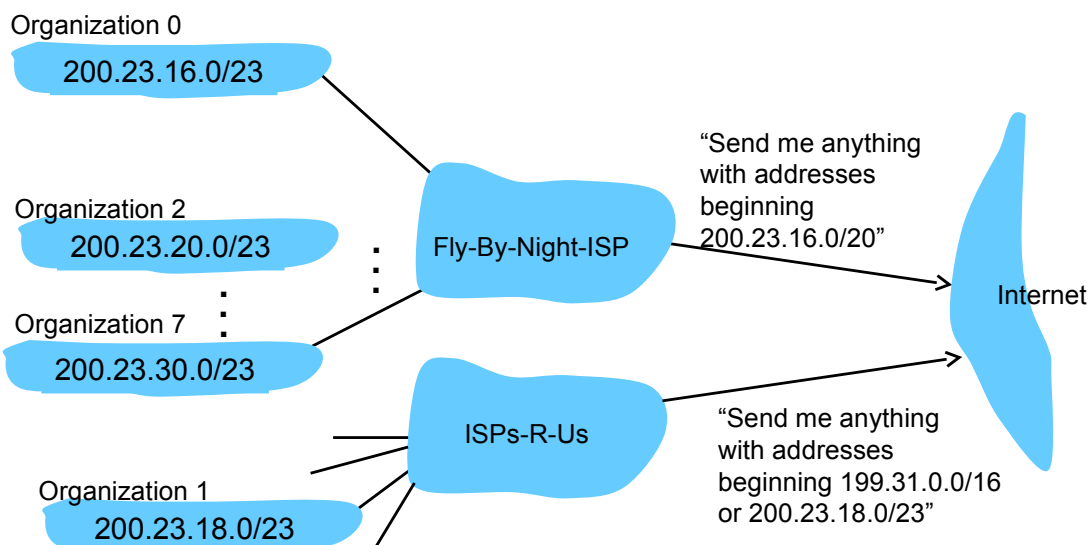 Organization 0
200.23.16.0/23
Organization 2
200.23.20.0/23
Organization 7
200.23.30.0/23
Fly-By-Night-ISP
“Send me anything
with addresses
beginning
200.23.16.0/20”
Internet
ISPs-R-Us
“Send me anything
with addresses
beginning 199.31.0.0/16
or 200.23.18.0/23”
Organization 1
200.23.18.0/23